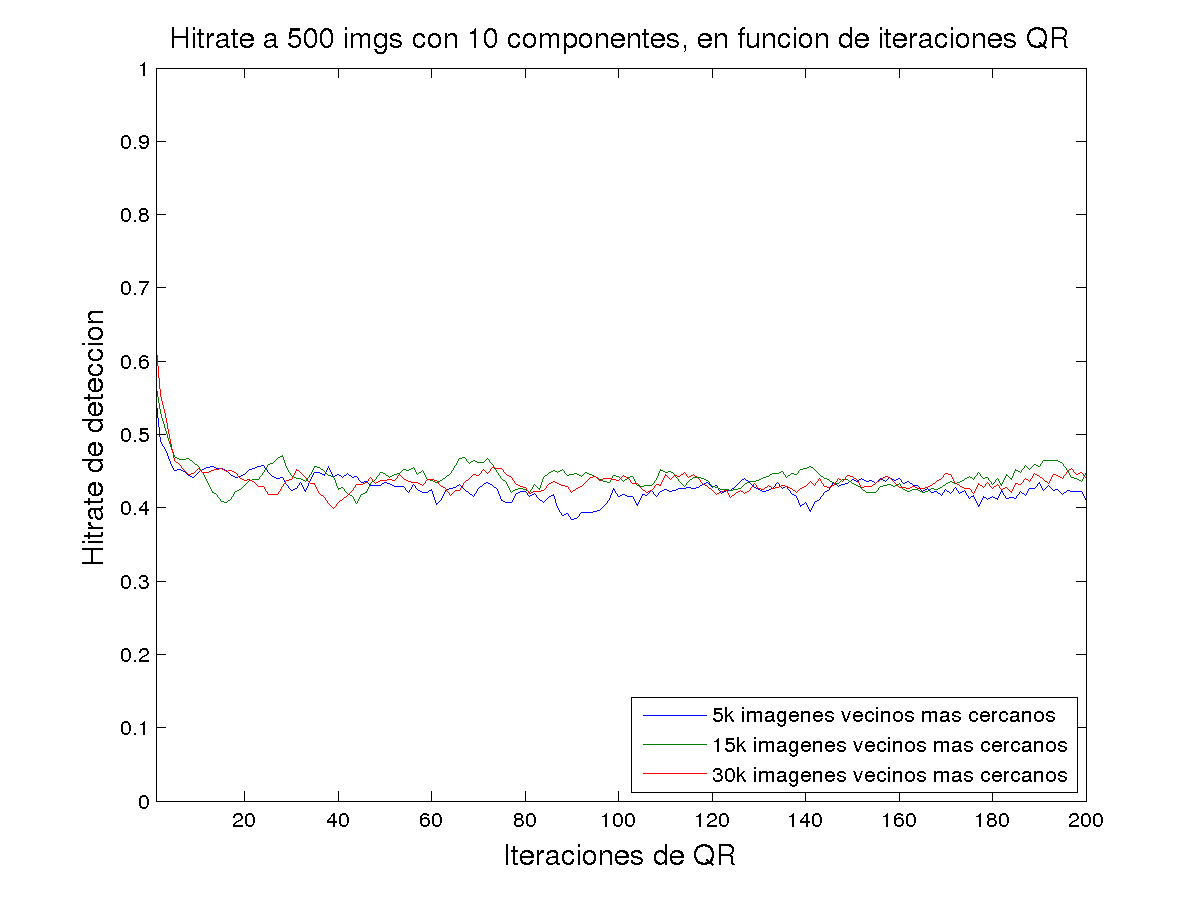 Hitrate a 500 imgs con 10 componentes, en funcion de iteraciones QR
1
0.9
0.8
0.7
0.6
0.5
0.4
0.3
0.2
0.1
0
Hitrate de deteccion
5k imagenes vecinos mas cercanos
15k imagenes vecinos mas cercanos
30k imagenes vecinos mas cercanos
20 40 60 80 100 120 140 160 180 200
Iteraciones de QR